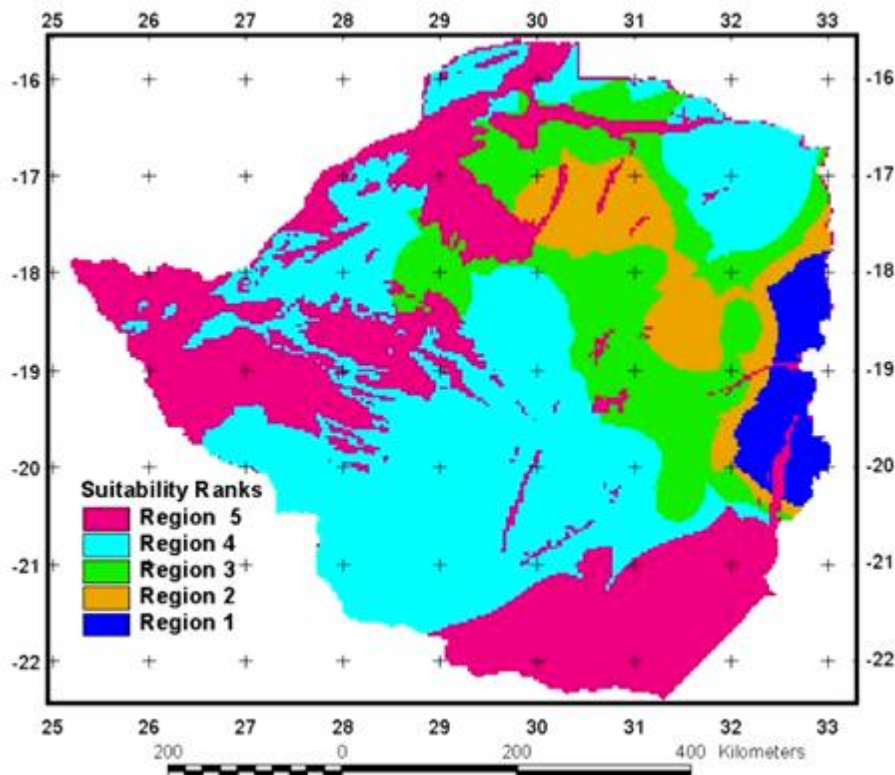 25 26 27 28 29 30 31 32 33
-16 -16
-17 -17
-18 -18
-19 -19
-20 -20
Suitability Ranks
Region 5
Region 4
-21 -21
Region 3
Region 2
Region 1
-22 -22
25 26 27 28 29 30 31 32 33
200 0 200 400 Kilometers